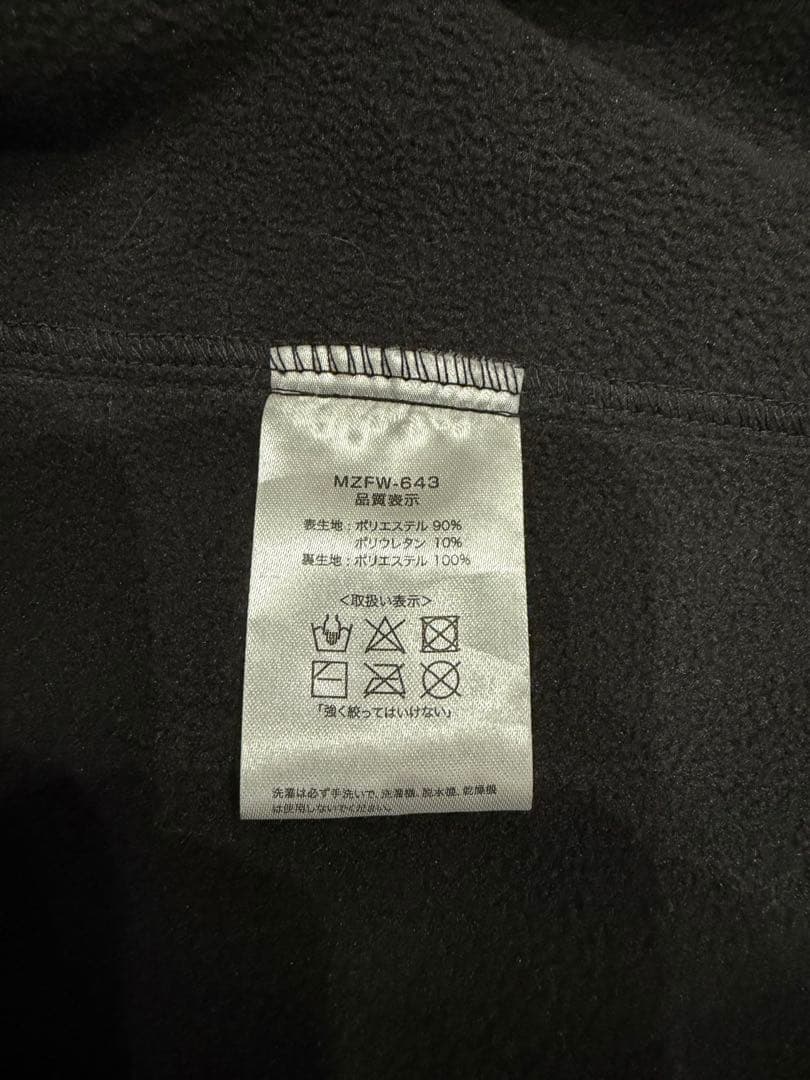 MZFW-643
品質表示
表生地：ポリエステル 90%
ポリウレタン 10%
裏生地：ポリエステル 100%
<取扱い表示>
「強く絞ってはいけない」
洗濯は必ず手洗いで、洗濯機、脱水機、乾燥機
は使用しないでください。